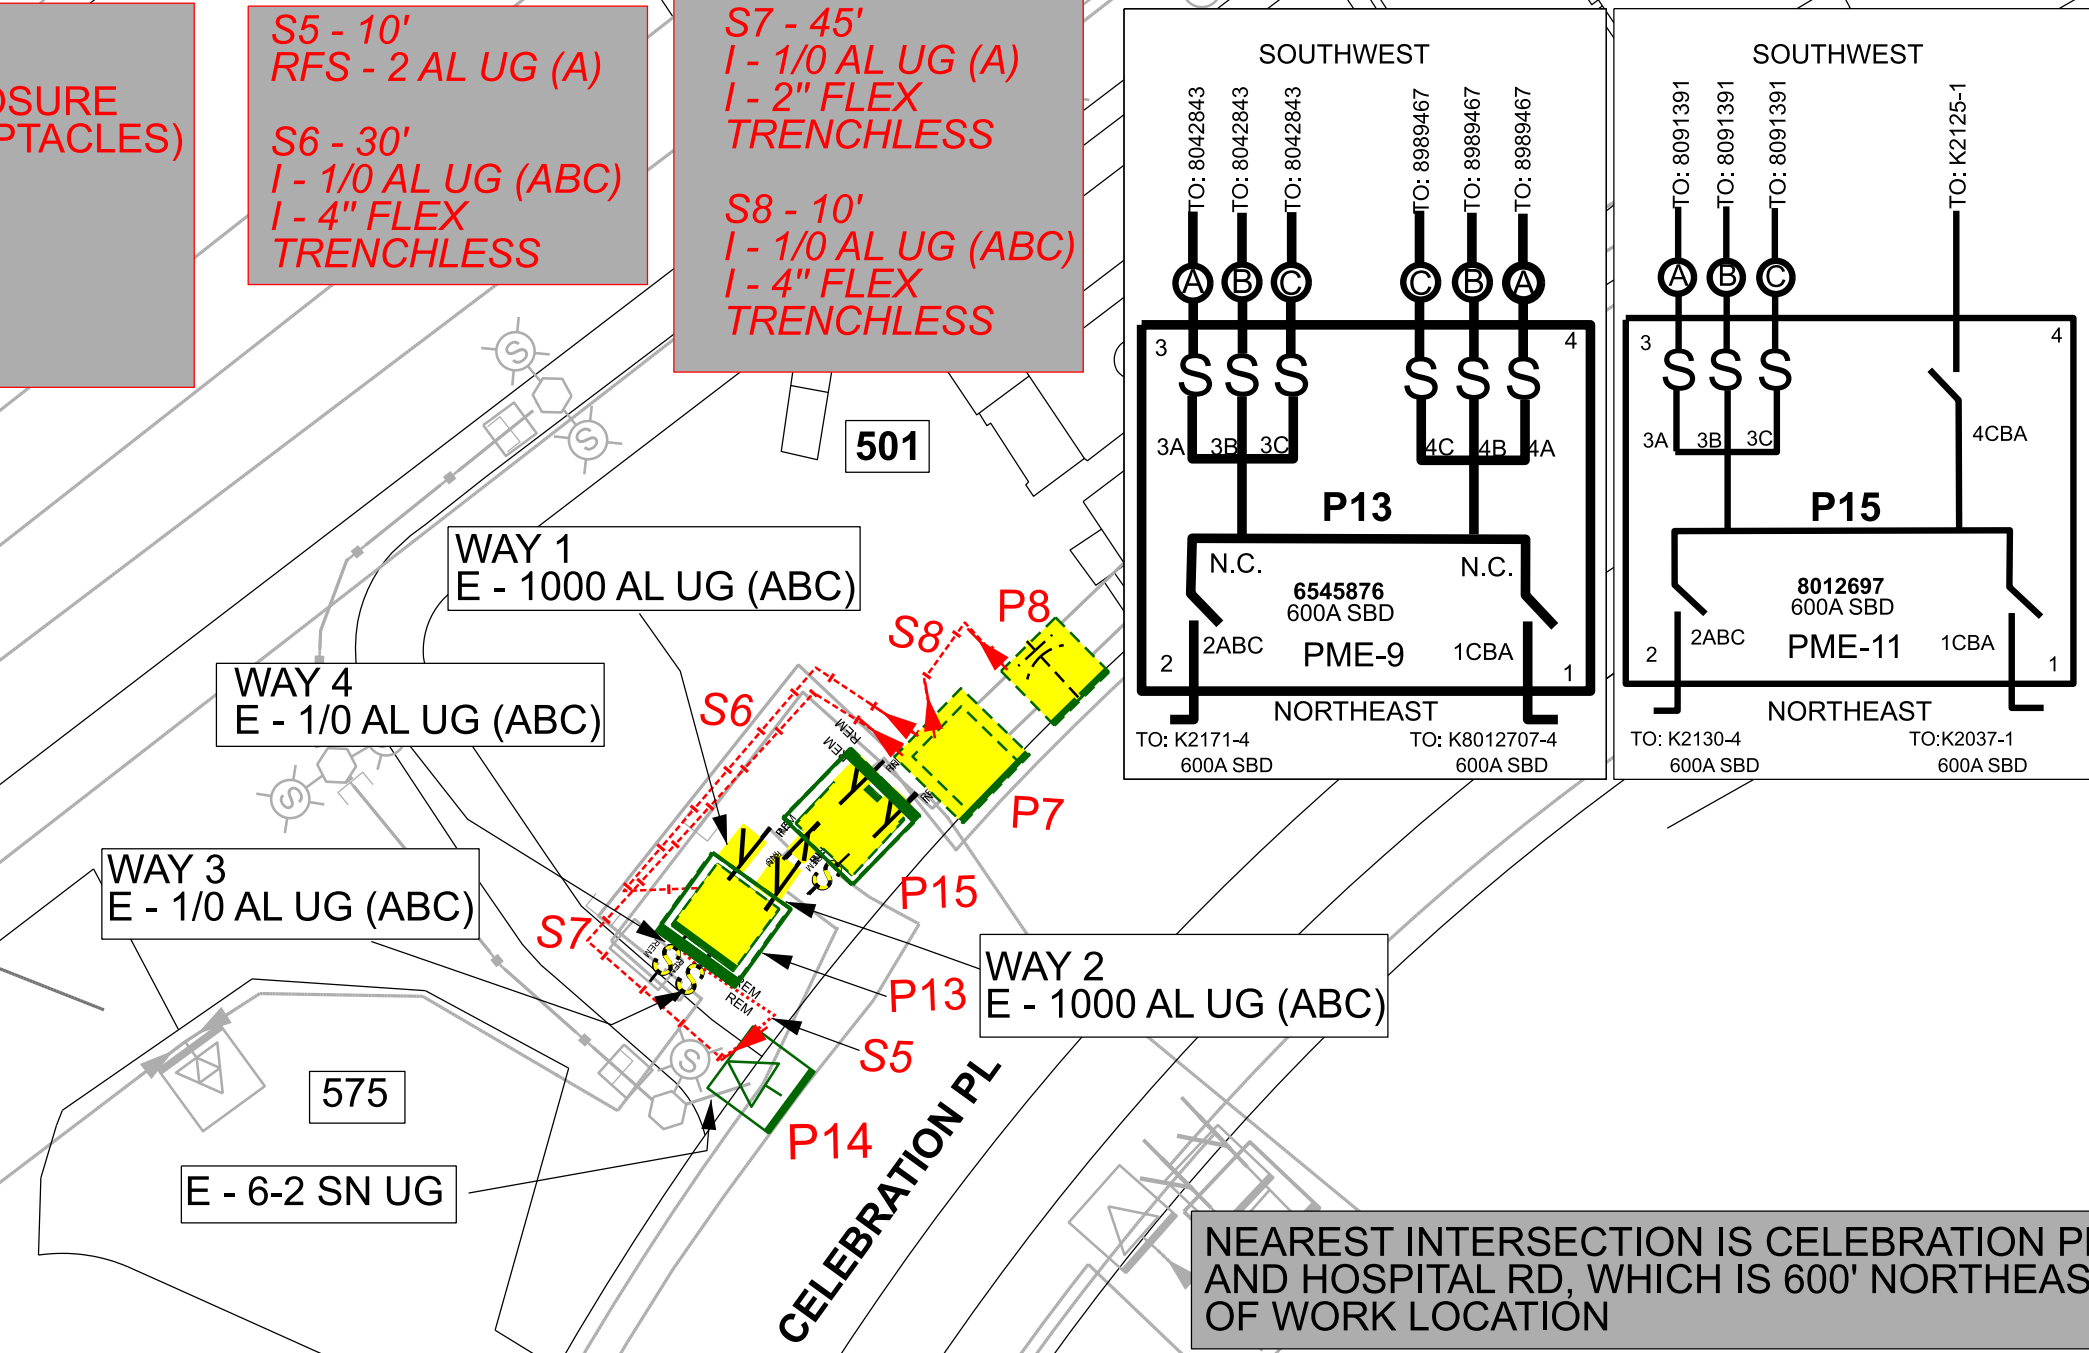 OSURE
PTACLES)
S5 - 10'
RFS - 2 AL UG (A)
S6 - 30'
I - 1/0 AL UG (ABC)
I - 4" FLEX
TRENCHLESS
S7 - 45'
I - 1/0 AL UG (A)
I - 2" FLEX
TRENCHLESS
S8 - 10'
I - 1/0 AL UG (ABC)
I - 4" FLEX
TRENCHLESS
SOUTHWEST
TO: 8042843
TO: 8042843
TO: 8042843
TO: 8989467
TO: 8989467
TO: 8989467
A B C C B A
3 4
S S S S S S
3A 3B 3C 4C 4B 4A
P13
N.C. N.C.
6545876
600A SBD
2ABC PME-9 1CBA
2 1
NORTHEAST
TO: K2171-4 TO: K8012707-4
600A SBD 600A SBD
SOUTHWEST
TO: 8091391
TO: 8091391
TO: 8091391
TO: K2125-1
A B C
3 4
S S S
3A 3B 3C 4CBA
P15
8012697
600A SBD
2ABC PME-11 1CBA
2 1
NORTHEAST
TO: K2130-4 TO:K2037-1
600A SBD 600A SBD
S
S
501
WAY 1
E - 1000 AL UG (ABC)
WAY 4
E - 1/0 AL UG (ABC)
S8
P8
S6
REM
REM
P7
S
WAY 3
E - 1/0 AL UG (ABC)
REM
P15
S
S7
S
S
REM
REM
REM
P13
WAY 2
E - 1000 AL UG (ABC)
S5
S
575
P14
E - 6-2 SN UG
CELEBRATION PL
NEAREST INTERSECTION IS CELEBRATION P
AND HOSPITAL RD, WHICH IS 600' NORTHEAS
OF WORK LOCATION